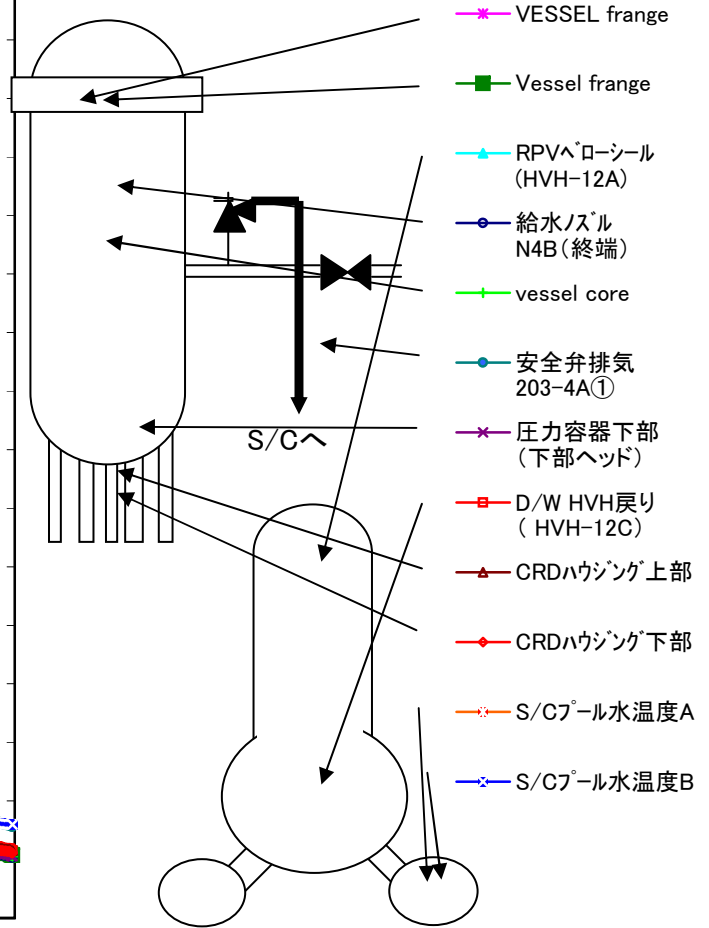 VESSEL frange
Vessel frange
RPVﾍﾞﾛｰｼｰﾙ
(HVH-12A)
給水ﾉｽﾞﾙ
N4B(終端)
vessel core
安全弁排気
203-4A①
S/Cへ
圧力容器下部
(下部ヘッド)
D/W HVH戻り
( HVH-12C)
CRDﾊｳｼﾞﾝｸﾞ上部
CRDﾊｳｼﾞﾝｸﾞ下部
S/Cﾌﾟｰﾙ水温度A
S/Cﾌﾟｰﾙ水温度B